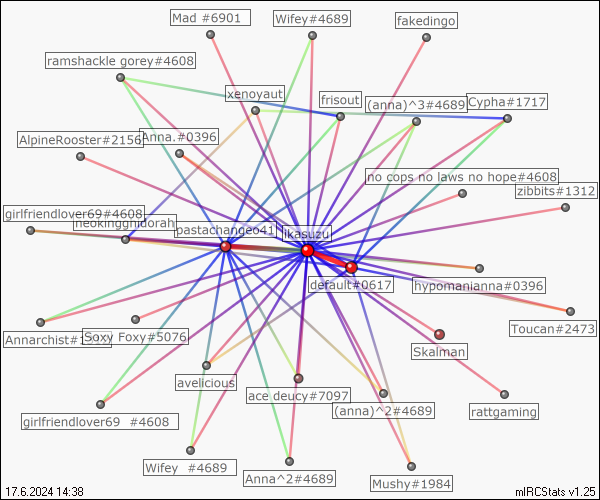 Mad #6901
Wifey#4689
fakedingo
ramshackle gorey#4608
xenoyaut
frisout
(anna)^3#4689
Cypha#1717
AlpineRooster#2156
Anna.#0396
no cops no laws no hope#4608
zibbits#1312
girlfriendlover69#4608
neokingghidorah
pastachangeo41
ikasuzu
default#0617
hypomanianna#0396
Annarchist#1
Soxy Foxy#5076
Toucan#2473
Skalman
avelicious
ace deucy#7097
(anna)^2#4689
rattgaming
girlfriendlover69 #4608
Wifey #4689
Anna^2#4689
Mushy#1984
17.6.2024 14:38
mIRCStats v1.25